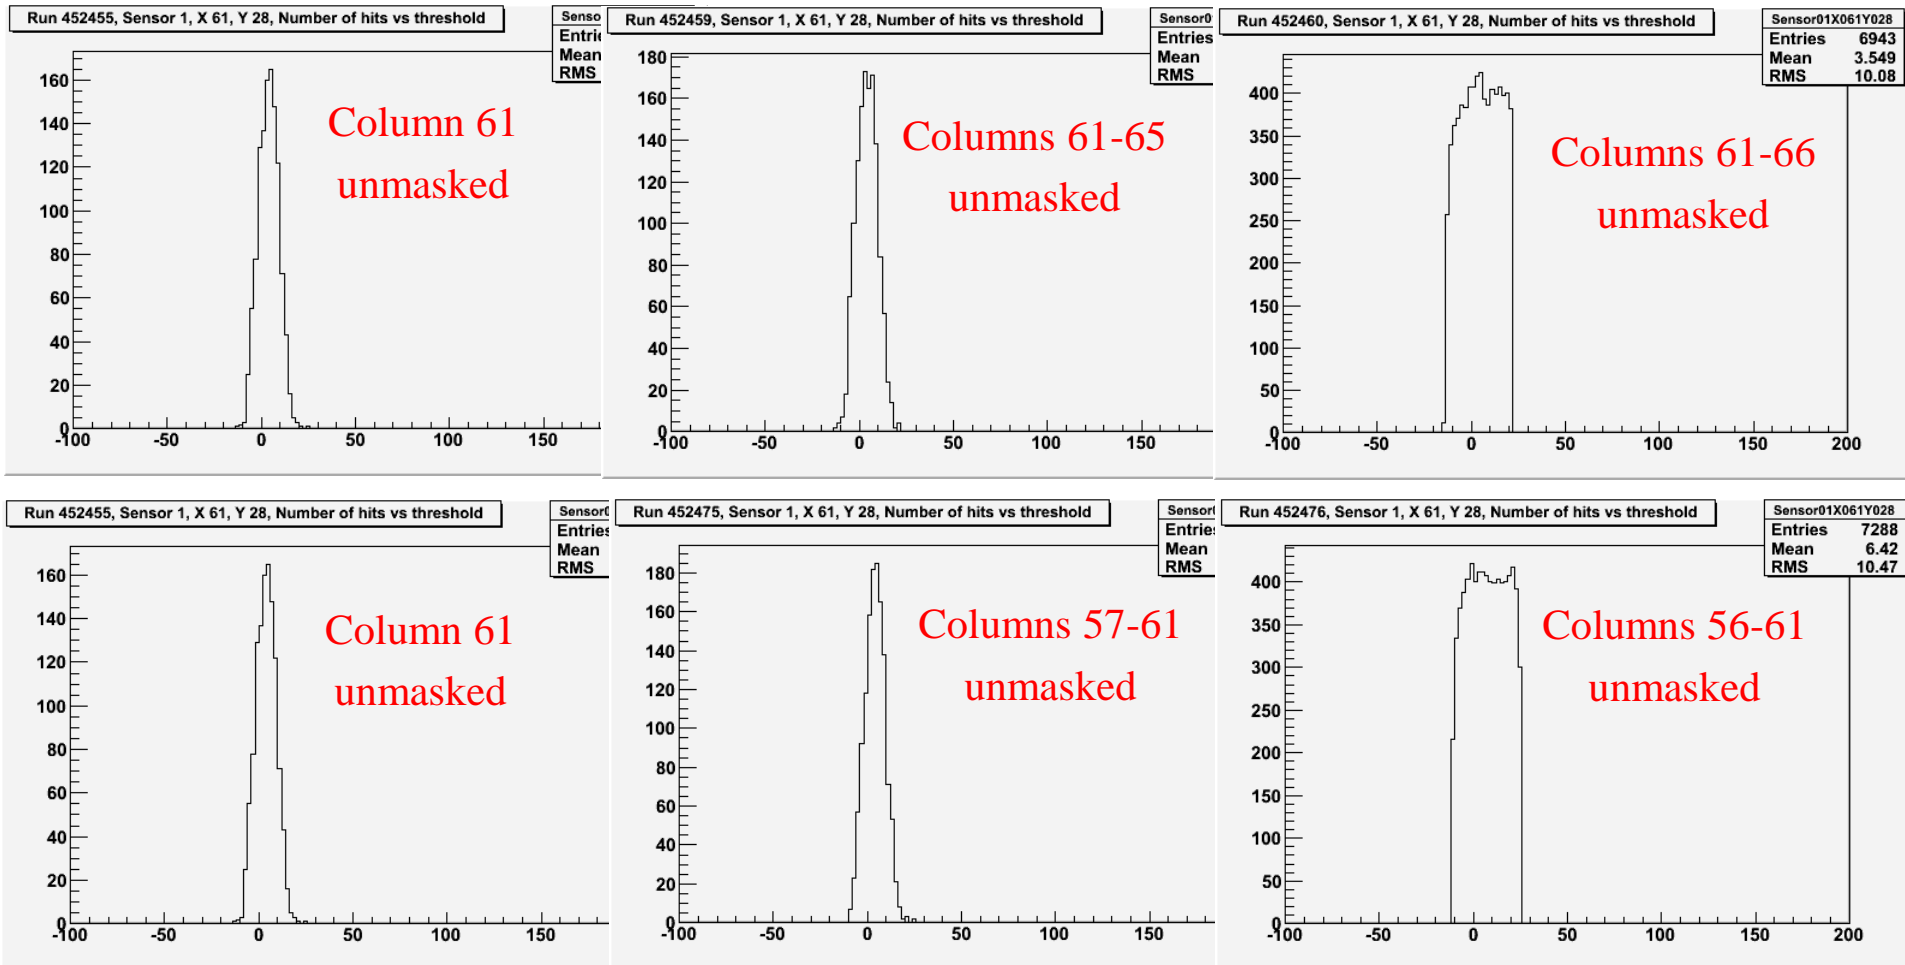 Run 452455, Sensor 1, X 61, Y 28, Number of hits vs threshold
Entri
Mean
RMS
160
140
120
100
80
60
40
20
0
-100 -50 0 50 100 150
Column 61
unmasked
Run 452459, Sensor 1, X 61, Y 28, Number of hits vs threshold
Entries
Mean
RMS
180
160
140
120
100
80
60
40
20
0
-100 -50 0 50 100 150
Columns 61-65
unmasked
Run 452460, Sensor 1, X 61, Y 28, Number of hits vs threshold
Sensor01X061Y028
Entries 6943
Mean 3.549
RMS 10.08
400
350
300
250
200
150
100
50
0
-100 -50 0 50 100 150 200
Columns 61-66
unmasked
Run 452455, Sensor 1, X 61, Y 28, Number of hits vs threshold
Sensor0
Entries
Mean
RMS
160
140
120
100
80
60
40
20
0
-100 -50 0 50 100 150
Column 61
unmasked
Run 452475, Sensor 1, X 61, Y 28, Number of hits vs threshold
Entries
Mean
RMS
180
160
140
120
100
80
60
40
20
0
-100 -50 0 50 100 150
Columns 57-61
unmasked
Run 452476, Sensor 1, X 61, Y 28, Number of hits vs threshold
Sensor01X061Y028
Entries 7288
Mean 6.42
RMS 10.47
400
350
300
250
200
150
100
50
0
-100 -50 0 50 100 150 200
Columns 56-61
unmasked